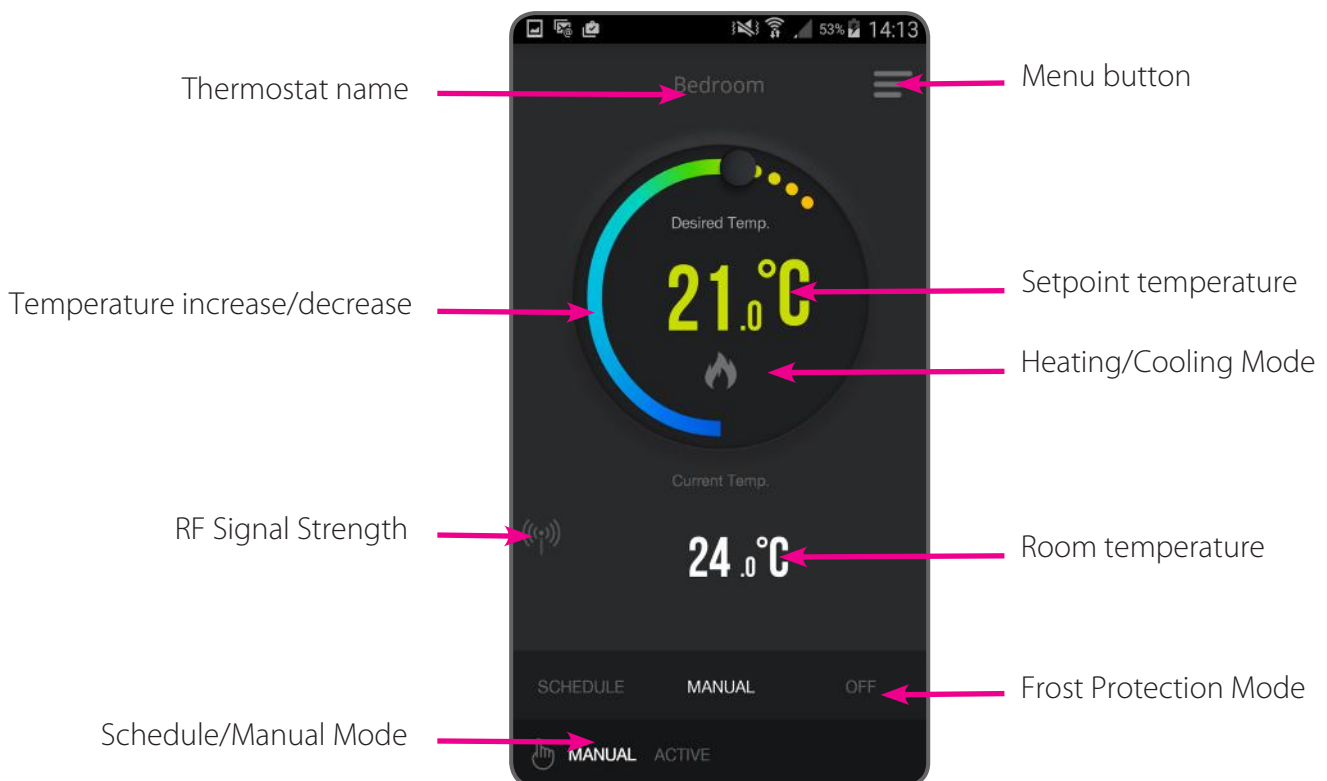 53% 14:13
Thermostat name
Bedroom
Menu button
Desired Temp.
21.0°C
Setpoint temperature
Temperature increase/decrease
Heating/Cooling Mode
Current Temp.
RF Signal Strength
24.0°C
Room temperature
SCHEDULE MANUAL OFF
Frost Protection Mode
Schedule/Manual Mode
MANUAL ACTIVE